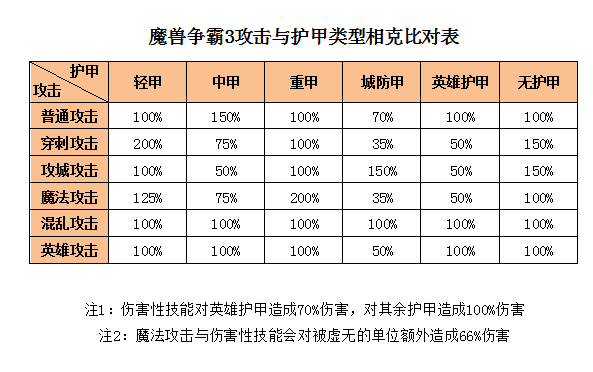 魔兽争霸3攻击与护甲类型相克比对表
护甲
攻击 轻甲 中甲 重甲 城防甲 英雄护甲 无护甲
普通攻击 100% 150% 100% 70% 100% 100%
穿刺攻击 200% 75% 100% 35% 50% 150%
攻城攻击 100% 50% 100% 150% 50% 150%
魔法攻击 125% 75% 200% 35% 50% 100%
混乱攻击 100% 100% 100% 100% 100% 100%
英雄攻击 100% 100% 100% 50% 100% 100%
注1：伤害性技能对英雄护甲造成70%伤害，对其余护甲造成100%伤害
注2：魔法攻击与伤害性技能会对被虚无的单位额外造成66%伤害